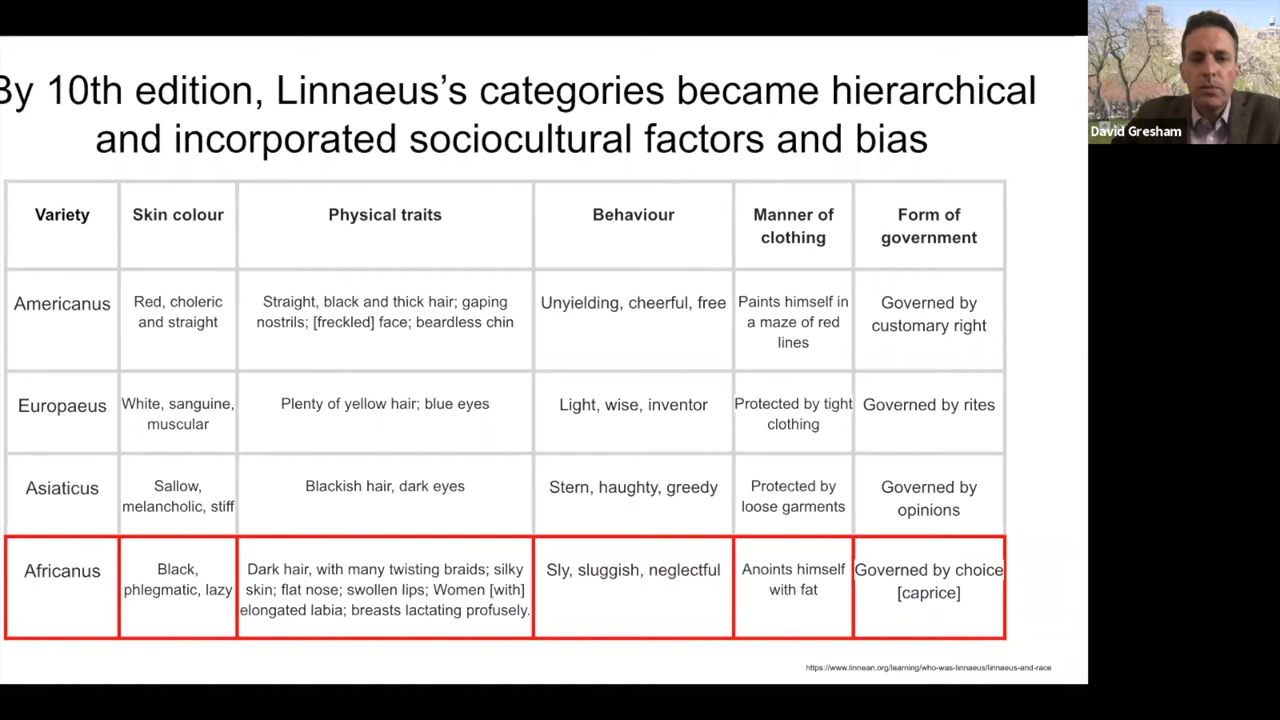 By 10th edition, Linnaeus's categories became hierarchical
and incorporated sociocultural factors and bias
Variety
Skin colour
Physical traits
Behaviour
Manner of
clothing
Form of
government
Americanus
Red, choleric
and straight
Straight, black and thick hair; gaping
nostrils; [freckled] face; beardless chin
Unyielding, cheerful, free
Paints himself in
a maze of red
lines
Governed by
customary right
Europaeus
White, sanguine,
muscular
Plenty of yellow hair; blue eyes
Light, wise, inventor
Protected by tight
clothing
Governed by rites
Asiaticus
Sallow,
melancholic, stiff
Blackish hair, dark eyes
Stern, haughty, greedy
Protected by
loose garments
Governed by
opinions
Africanus
Black,
phlegmatic, lazy
Dark hair, with many twisting braids; silky
skin; flat nose; swollen lips; Women [with]
elongated labia; breasts lactating profusely.
Sly, sluggish, neglectful
Anoints himself
with fat
Governed by choice
[caprice]
https://www.linnean.org/learning/who-was-linnaeus/linnaeus-and-race
David Gresham